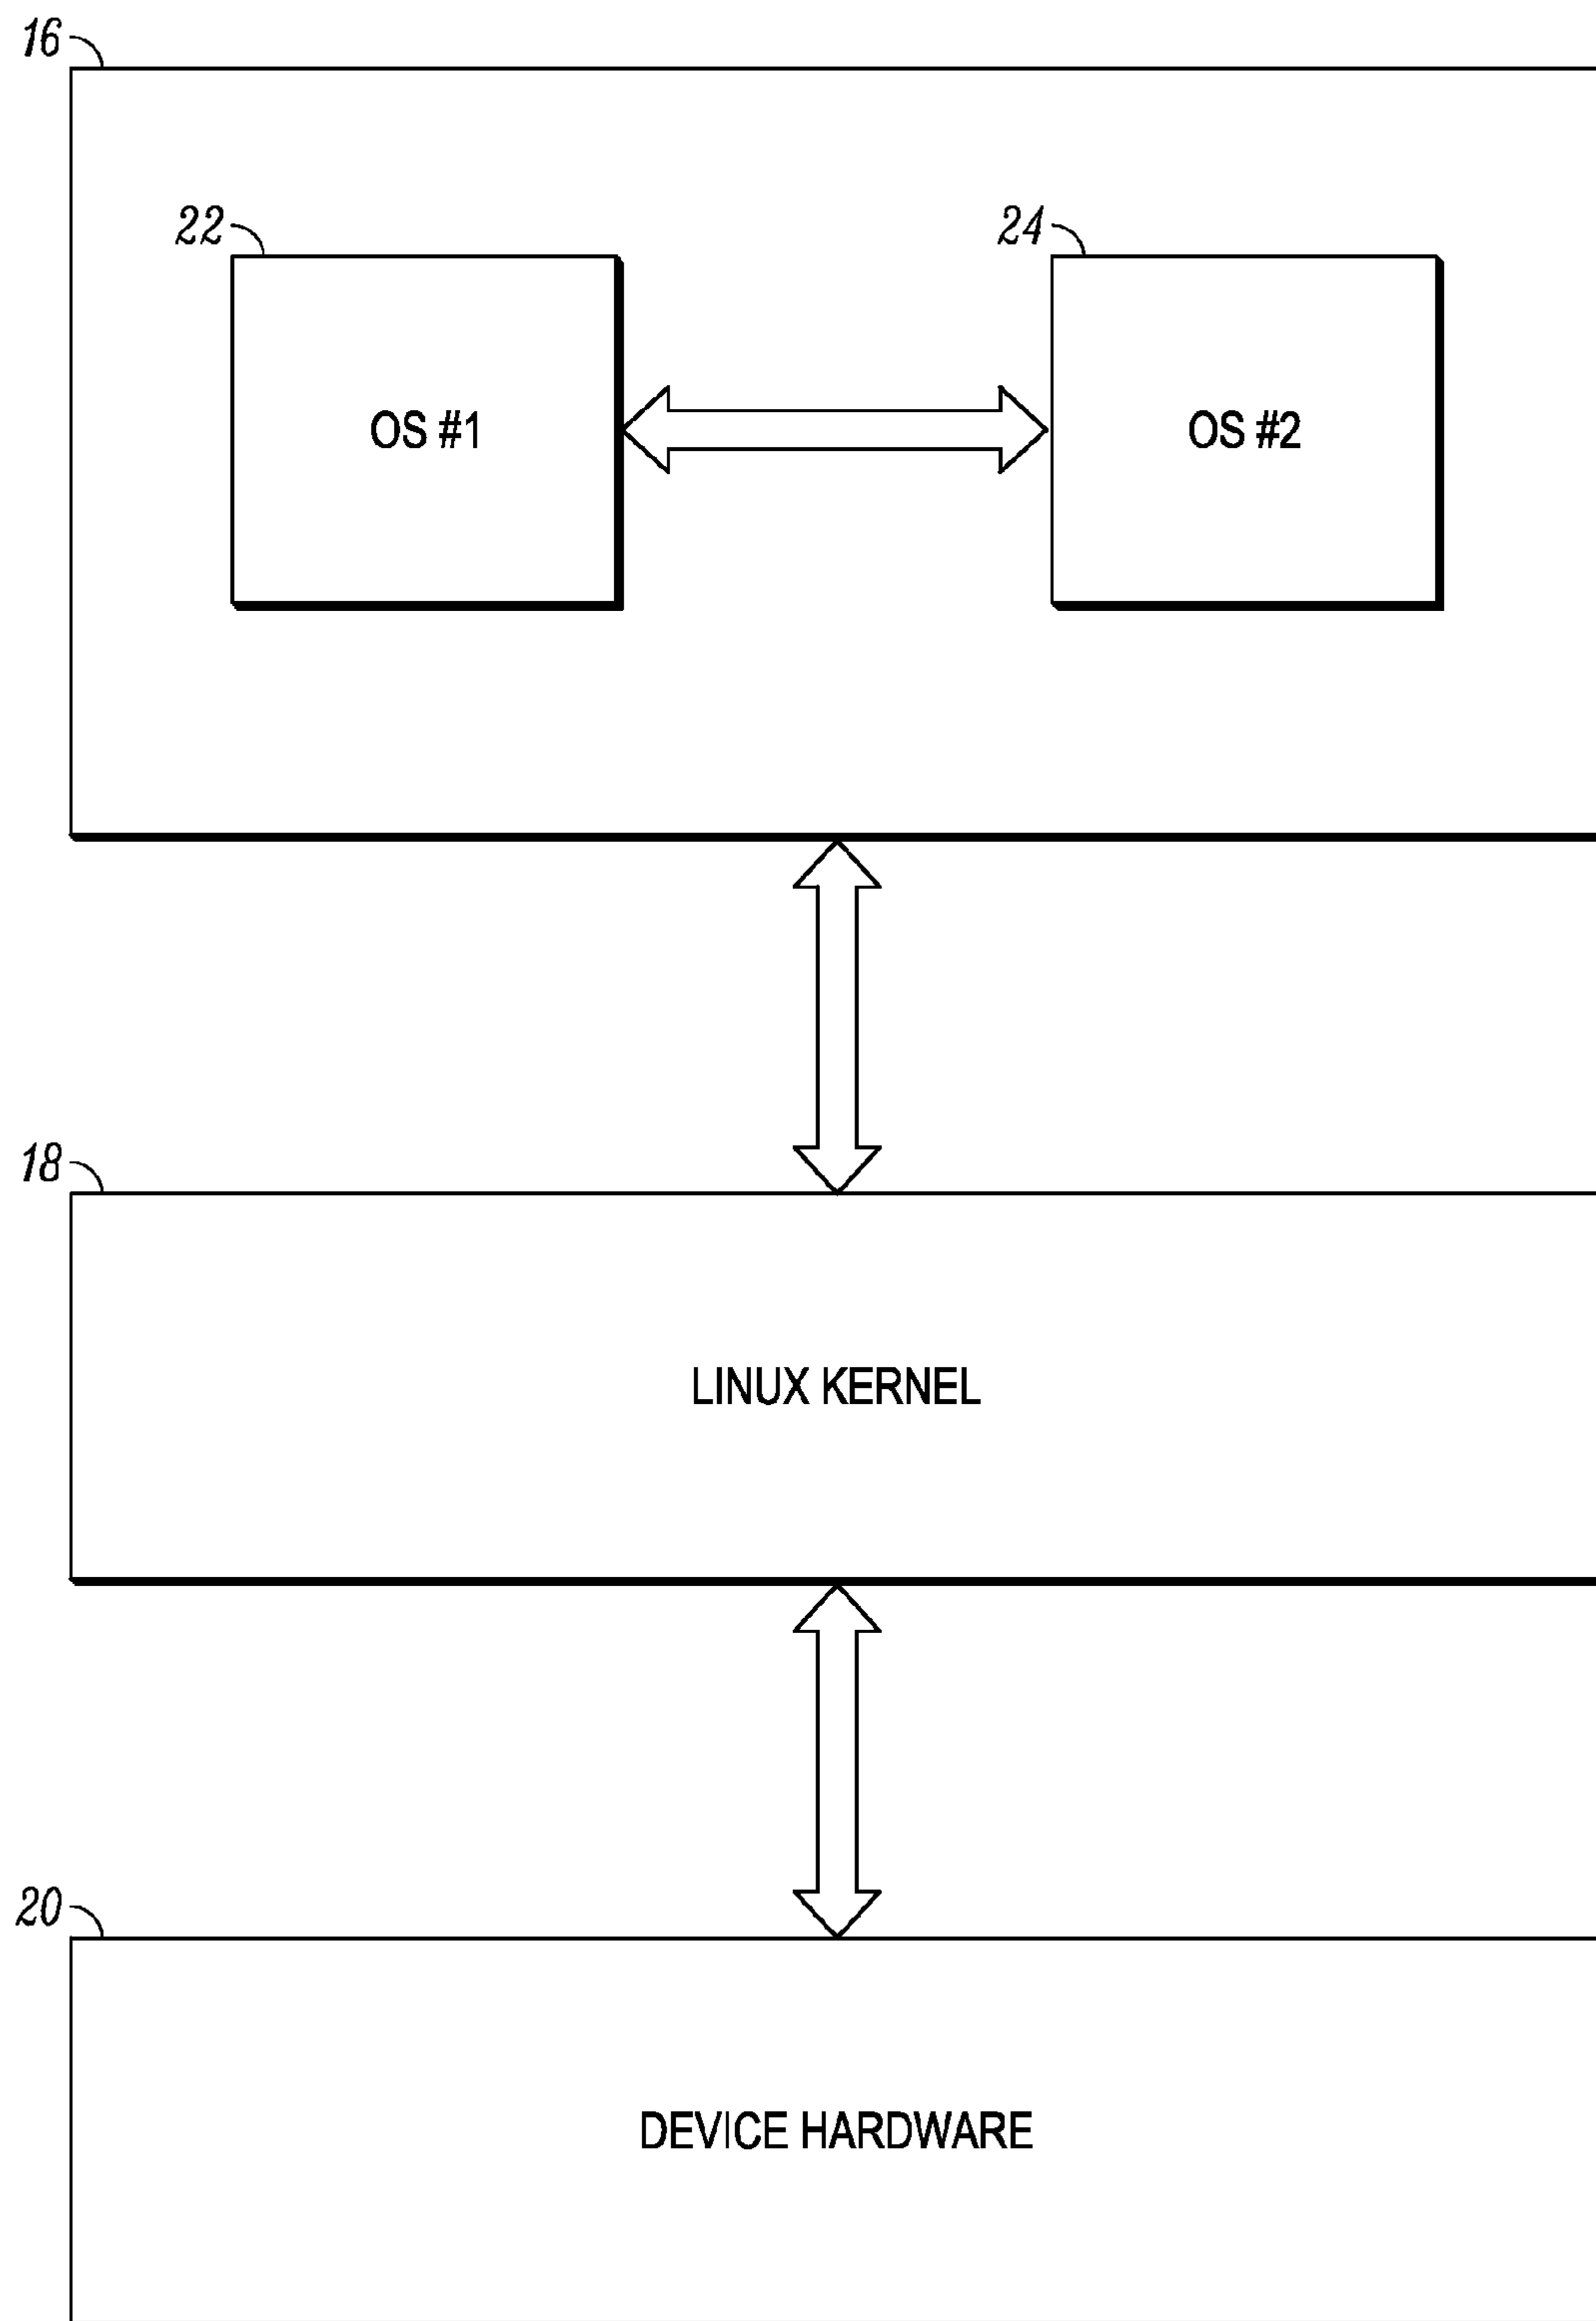 16
22
24
OS #1
OS #2
18
LINUX KERNEL
20
DEVICE HARDWARE